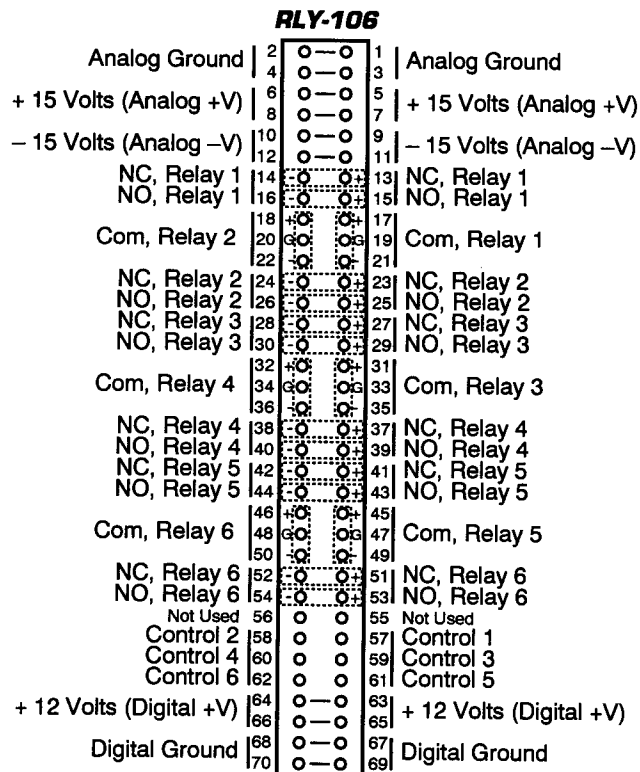 RLY-106
Analog Ground 2 1 Analog Ground
4 3
+ 15 Volts (Analog +V) 6 5 + 15 Volts (Analog +V)
8 7
– 15 Volts (Analog –V) 10 9 – 15 Volts (Analog –V)
12 11
NC, Relay 1 14 - + 13 NC, Relay 1
NO, Relay 1 16 - + 15 NO, Relay 1
18 + + 17
Com, Relay 2 20 G G 19 Com, Relay 1
22 - - 21
NC, Relay 2 24 - + 23 NC, Relay 2
NO, Relay 2 26 - + 25 NO, Relay 2
NC, Relay 3 28 - + 27 NC, Relay 3
NO, Relay 3 30 - + 29 NO, Relay 3
32 + + 31
Com, Relay 4 34 G G 33 Com, Relay 3
36 - - 35
NC, Relay 4 38 - + 37 NC, Relay 4
NO, Relay 4 40 - + 39 NO, Relay 4
NC, Relay 5 42 - + 41 NC, Relay 5
NO, Relay 5 44 - + 43 NO, Relay 5
46 + + 45
Com, Relay 6 48 G G 47 Com, Relay 5
50 - - 49
NC, Relay 6 52 - + 51 NC, Relay 6
NO, Relay 6 54 - + 53 NO, Relay 6
Not Used 56 55 Not Used
Control 2 58 57 Control 1
Control 4 60 59 Control 3
Control 6 62 61 Control 5
+ 12 Volts (Digital +V) 64 63 + 12 Volts (Digital +V)
66 65
Digital Ground 68 67 Digital Ground
70 69